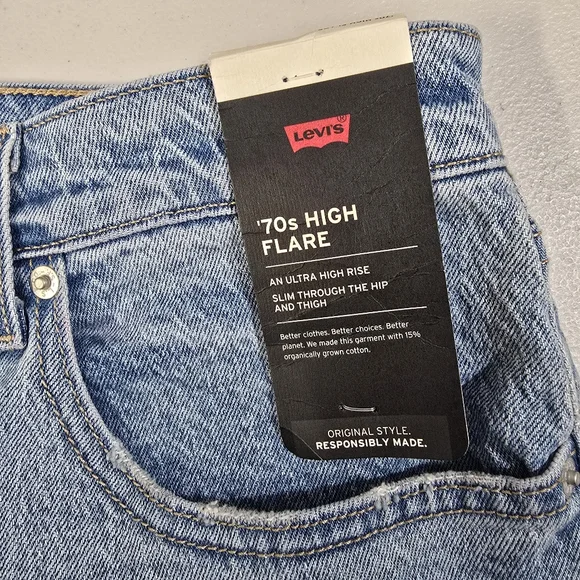 LEVI'S®
'70s HIGH
FLARE
AN ULTRA HIGH RISE
SLIM THROUGH THE HIP
AND THIGH
Better clothes. Better choices. Better
planet. We made this garment with 15%
organically grown cotton.
ORIGINAL STYLE.
RESPONSIBLY MADE.